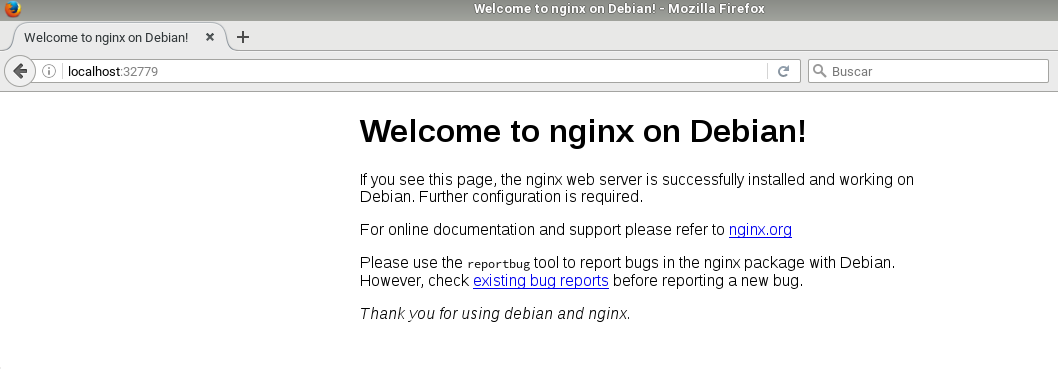 Welcome to nginx on Debian! - Mozilla Firefox
Welcome to nginx on Debian!
localhost:32779
Buscar
Welcome to nginx on Debian!
If you see this page, the nginx web server is successfully installed and working on
Debian. Further configuration is required.
For online documentation and support please refer to nginx.org
Please use the reportbug tool to report bugs in the nginx package with Debian.
However, check existing bug reports before reporting a new bug.
Thank you for using debian and nginx.